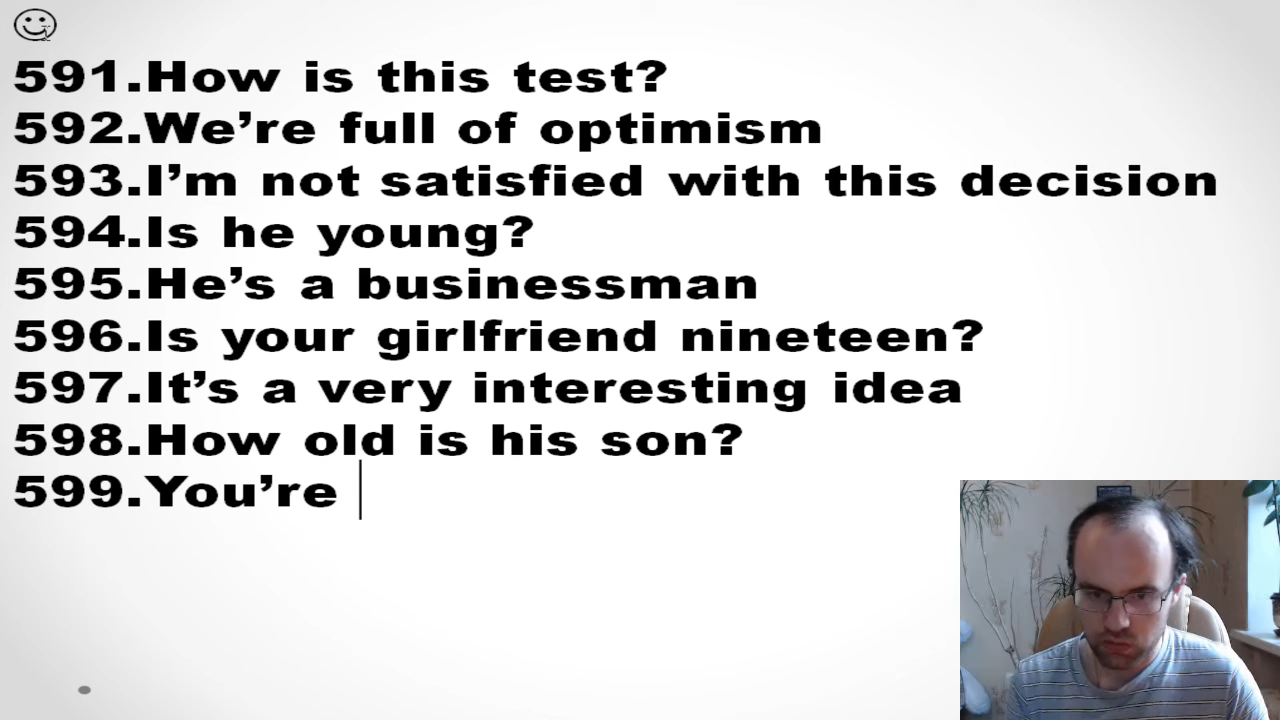 591.How is this test?
592.We’re full of optimism
593.I’m not satisfied with this decision
594.Is he young?
595.He’s a businessman
596.Is your girlfriend nineteen?
597.It’s a very interesting idea
598.How old is his son?
599.You’re